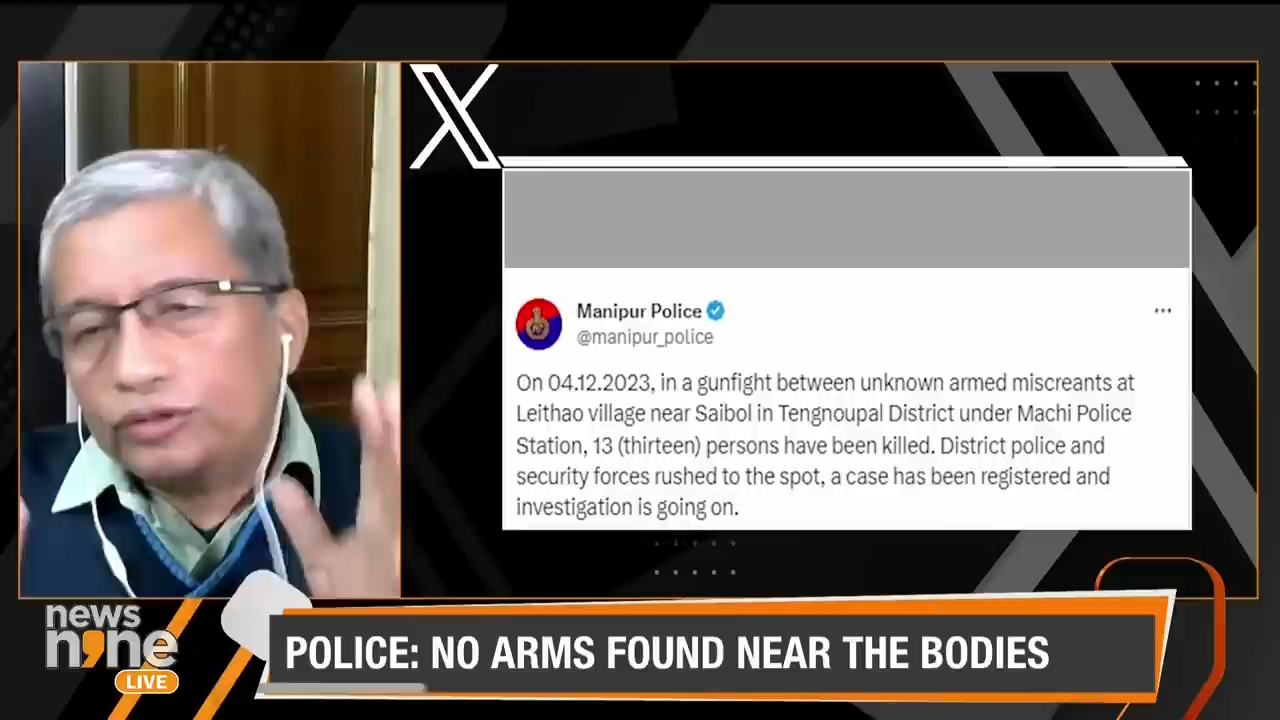 X
Manipur Police
@manipur_police
On 04.12.2023, in a gunfight between unknown armed miscreants at
Leithao village near Saibol in Tengnoupal District under Machi Police
Station, 13 (thirteen) persons have been killed. District police and
security forces rushed to the spot, a case has been registered and
investigation is going on.
news
n9ne
LIVE
POLICE: NO ARMS FOUND NEAR THE BODIES